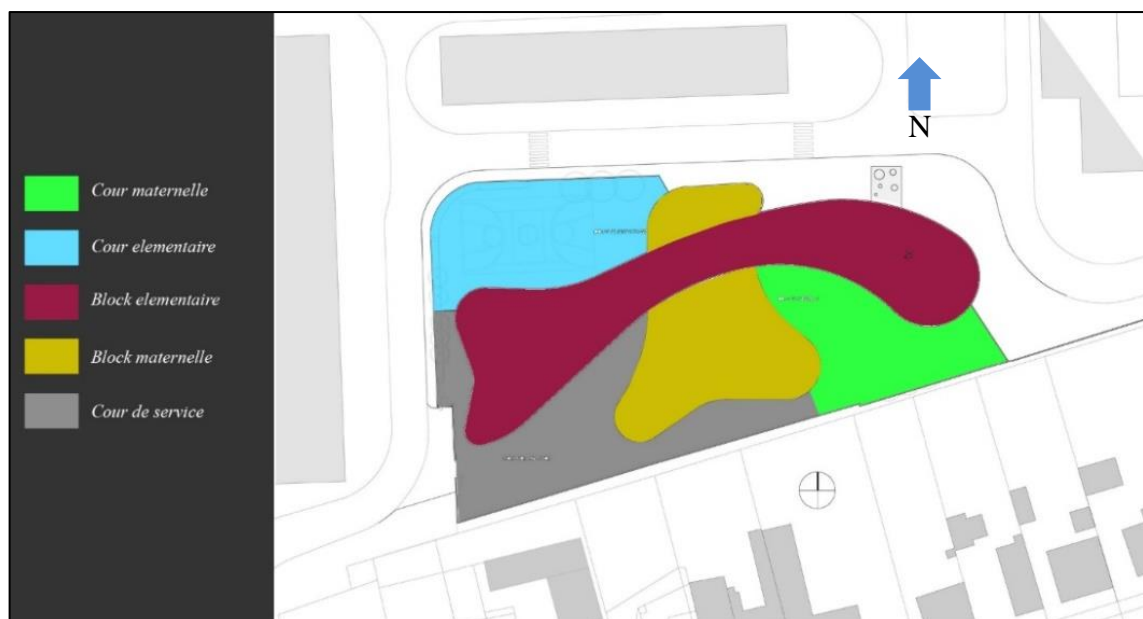 N
Cour maternelle
Cour elementaire
Block elementaire
Block maternelle
Cour de service